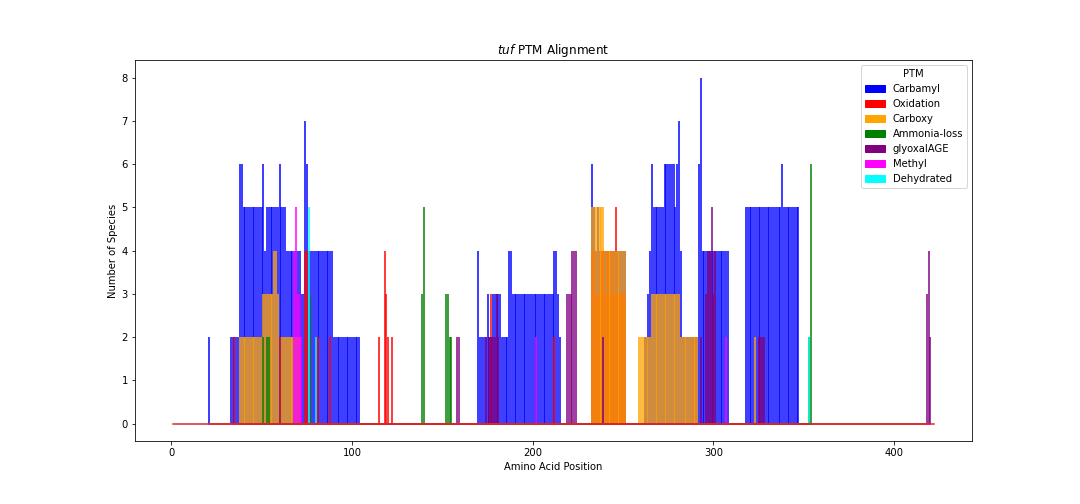 tuf PTM Alignment
PTM
Carbamyl
Oxidation
Carboxy
Ammonia-loss
glyoxalAGE
Methyl
Dehydrated
Number of Species
8
7
6
5
4
3
2
1
0
0 100 200 300 400
Amino Acid Position